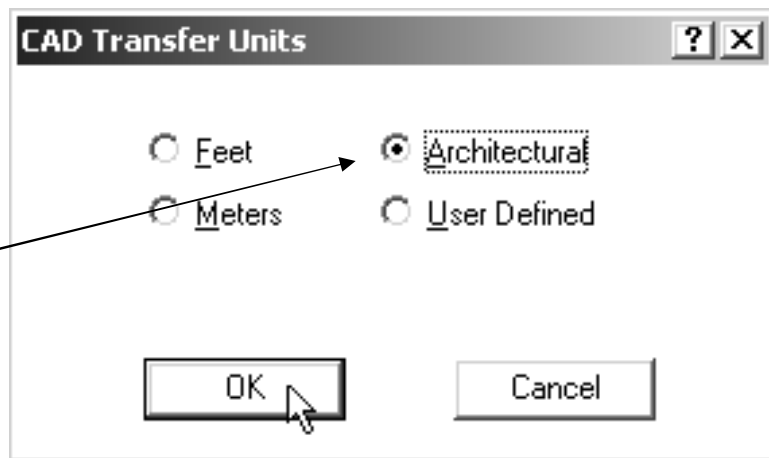 CAD Transfer Units
Feet Architectural
Meters User Defined
OK Cancel